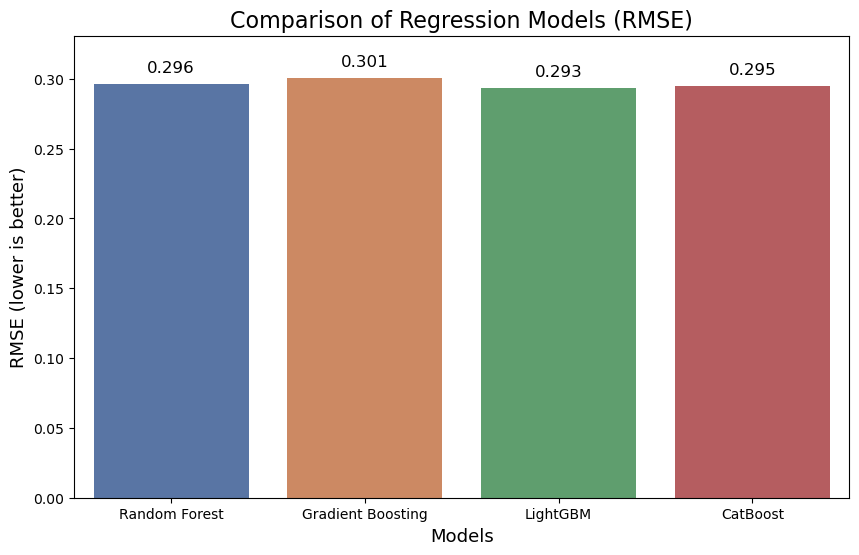 Comparison of Regression Models (RMSE)
0.296
0.301
0.293
0.295
RMSE (lower is better)
0.30
0.25
0.20
0.15
0.10
0.05
0.00
Random Forest
Gradient Boosting
LightGBM
CatBoost
Models